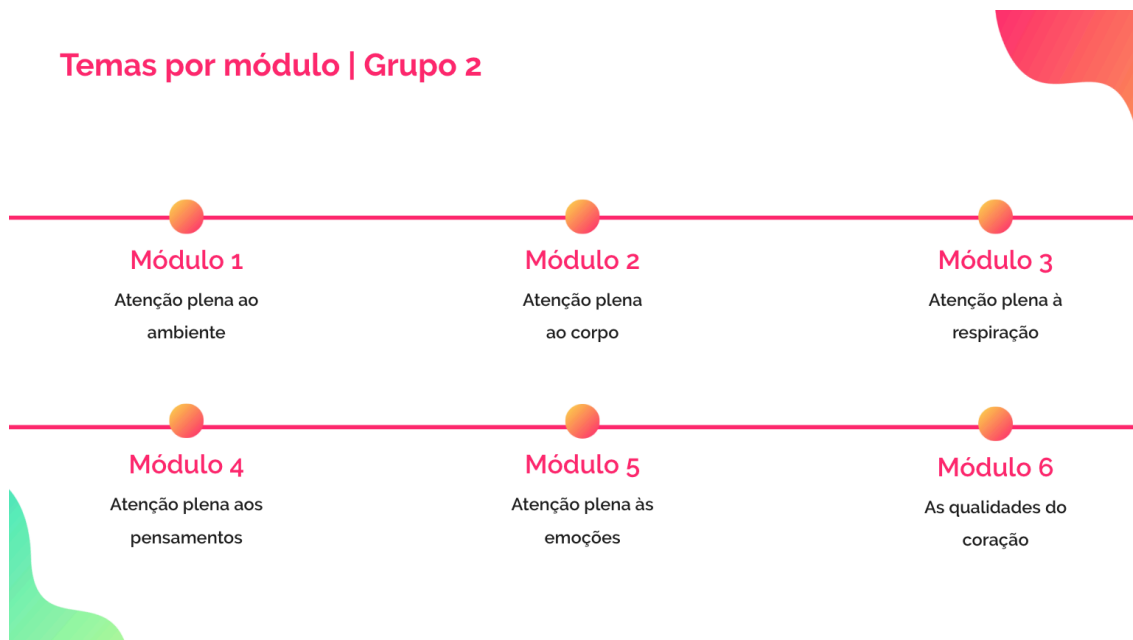 Temas por módulo | Grupo 2
Módulo 1
Atenção plena ao
ambiente
Módulo 2
Atenção plena
ao corpo
Módulo 3
Atenção plena à
respiração
Módulo 4
Atenção plena aos
pensamentos
Módulo 5
Atenção plena às
emoções
Módulo 6
As qualidades do
coração